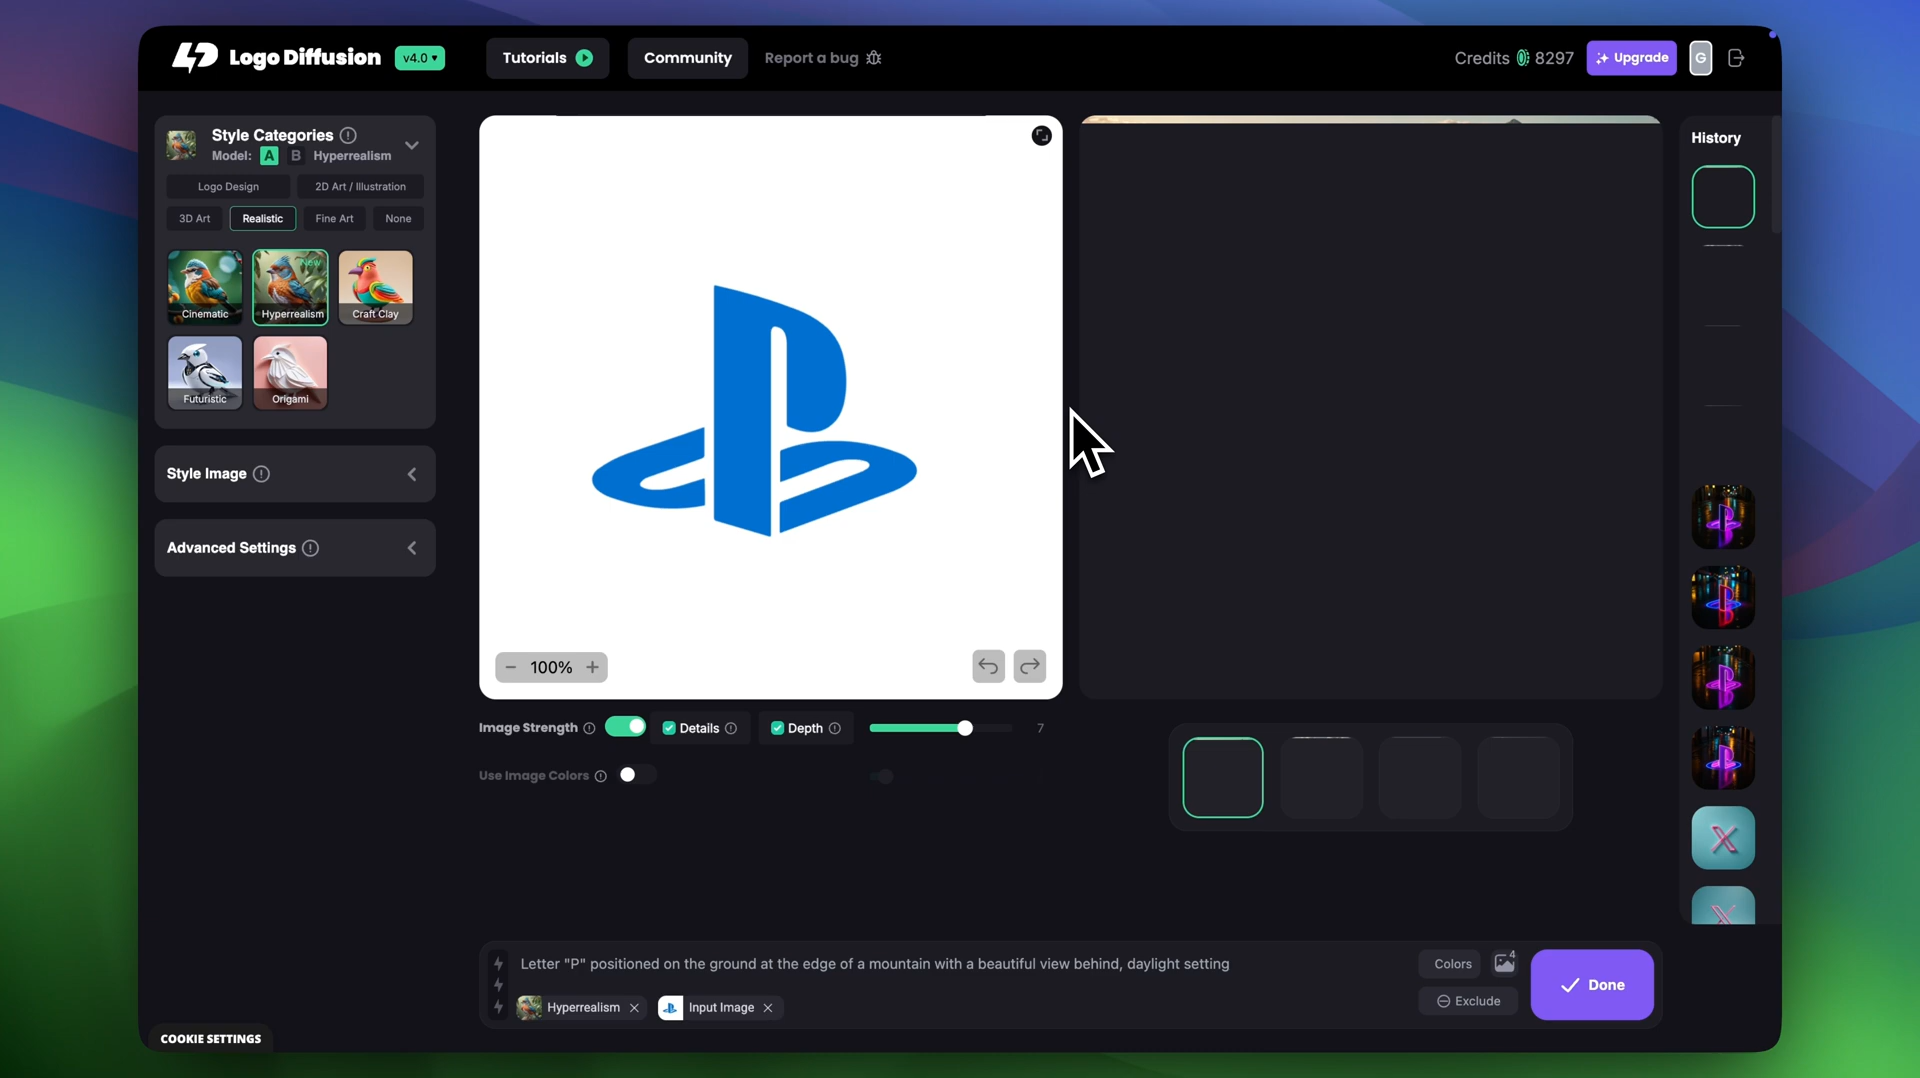 Logo Diffusion v4.0 ▾
Tutorials
Community
Report a bug
Credits 8297
Upgrade
G
Style Categories
Model: A B Hyperrealism
Logo Design
2D Art / Illustration
3D Art
Realistic
Fine Art
None
Cinematic
New
Hyperrealism
Craft Clay
Futuristic
Origami
Style Image
Advanced Settings
100%
Image Strength
Details
Depth
7
Use Image Colors
History
Letter "P" positioned on the ground at the edge of a mountain with a beautiful view behind, daylight setting
Hyperrealism
Input Image
Colors
4
Exclude
Done
COOKIE SETTINGS